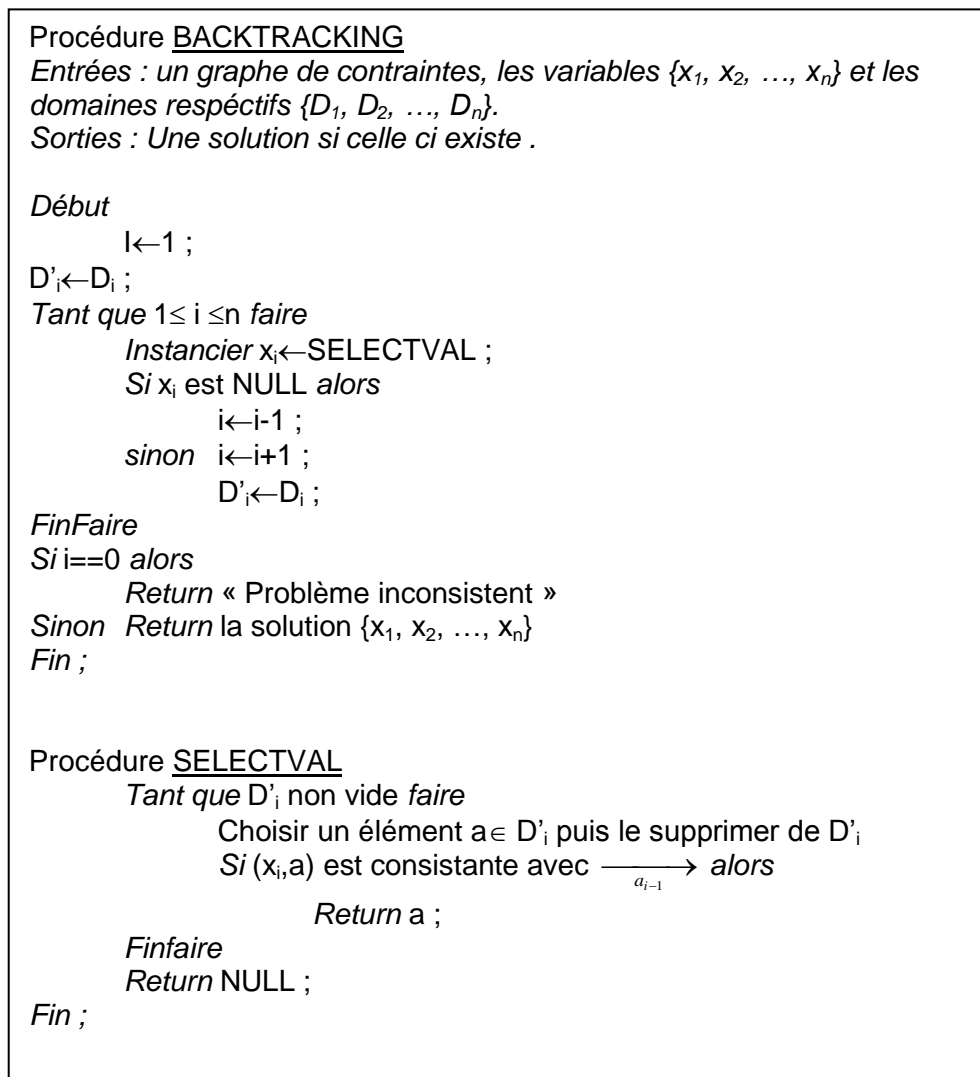 Procédure BACKTRACKING
Entrées : un graphe de contraintes, les variables {x₁, x₂, …, xₙ} et les
domaines respéctifs {D₁, D₂, …, Dₙ}.
Sorties : Une solution si celle ci existe .
Début
I←1 ;
D’ᵢ←Dᵢ ;
Tant que 1≤ i ≤n faire
Instancier xᵢ←SELECTVAL ;
Si xᵢ est NULL alors
i←i-1 ;
sinon i←i+1 ;
D’ᵢ←Dᵢ ;
FinFaire
Si i==0 alors
Return « Problème inconsistent »
Sinon Return la solution {x₁, x₂, …, xₙ}
Fin ;
Procédure SELECTVAL
Tant que D’ᵢ non vide faire
Choisir un élément a∈ D’ᵢ puis le supprimer de D’ᵢ
Si (xᵢ,a) est consistante avec ⟶ aᵢ₋₁ alors
Return a ;
Finfaire
Return NULL ;
Fin ;